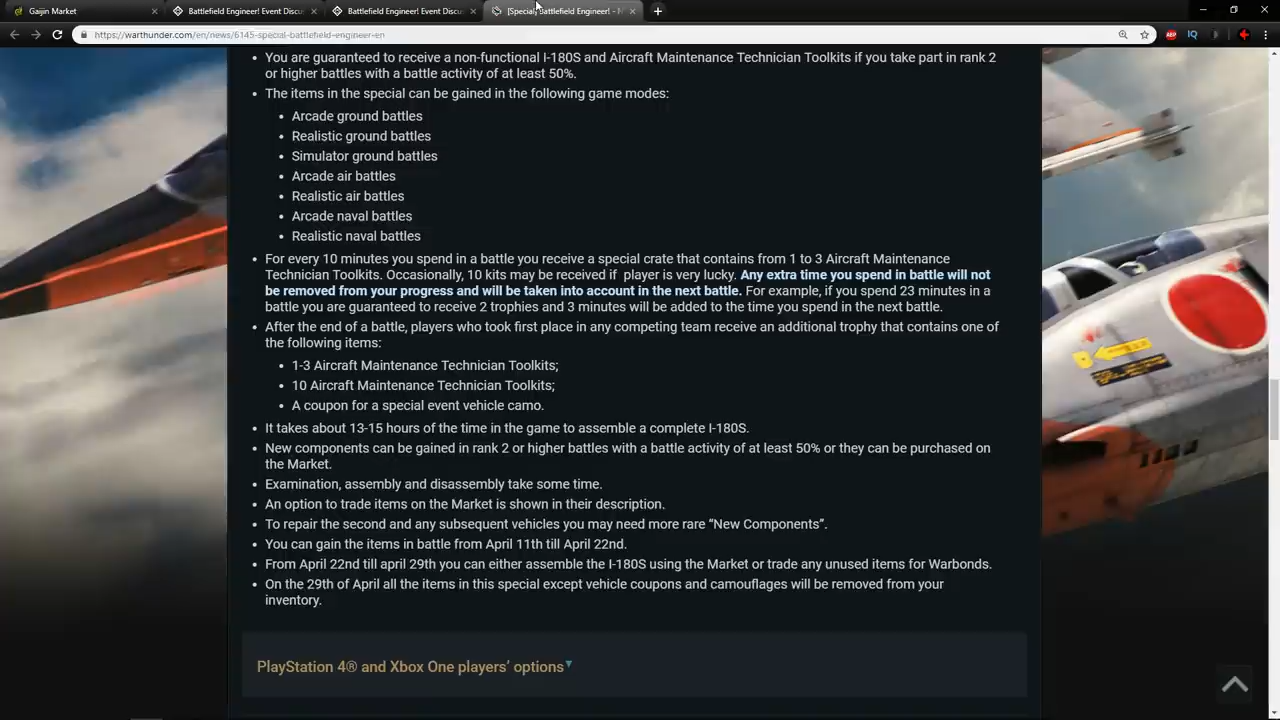 Gaijin Market
Battlefield Engineer! Event Discu
Battlefield Engineer! Event Discu
[Special] Battlefield Engineer! - N
https://warthunder.com/en/news/6145-special-battlefield-engineer-en
• You are guaranteed to receive a non-functional I-180S and Aircraft Maintenance Technician Toolkits if you take part in rank 2
or higher battles with a battle activity of at least 50%.
• The items in the special can be gained in the following game modes:
• Arcade ground battles
• Realistic ground battles
• Simulator ground battles
• Arcade air battles
• Realistic air battles
• Arcade naval battles
• Realistic naval battles
• For every 10 minutes you spend in a battle you receive a special crate that contains from 1 to 3 Aircraft Maintenance
Technician Toolkits. Occasionally, 10 kits may be received if player is very lucky. Any extra time you spend in battle will not
be removed from your progress and will be taken into account in the next battle. For example, if you spend 23 minutes in a
battle you are guaranteed to receive 2 trophies and 3 minutes will be added to the time you spend in the next battle.
• After the end of a battle, players who took first place in any competing team receive an additional trophy that contains one of
the following items:
• 1-3 Aircraft Maintenance Technician Toolkits;
• 10 Aircraft Maintenance Technician Toolkits;
• A coupon for a special event vehicle camo.
• It takes about 13-15 hours of the time in the game to assemble a complete I-180S.
• New components can be gained in rank 2 or higher battles with a battle activity of at least 50% or they can be purchased on
the Market.
• Examination, assembly and disassembly take some time.
• An option to trade items on the Market is shown in their description.
• To repair the second and any subsequent vehicles you may need more rare “New Components”.
• You can gain the items in battle from April 11th till April 22nd.
• From April 22nd till april 29th you can either assemble the I-180S using the Market or trade any unused items for Warbonds.
• On the 29th of April all the items in this special except vehicle coupons and camouflages will be removed from your
inventory.
PlayStation 4® and Xbox One players’ options